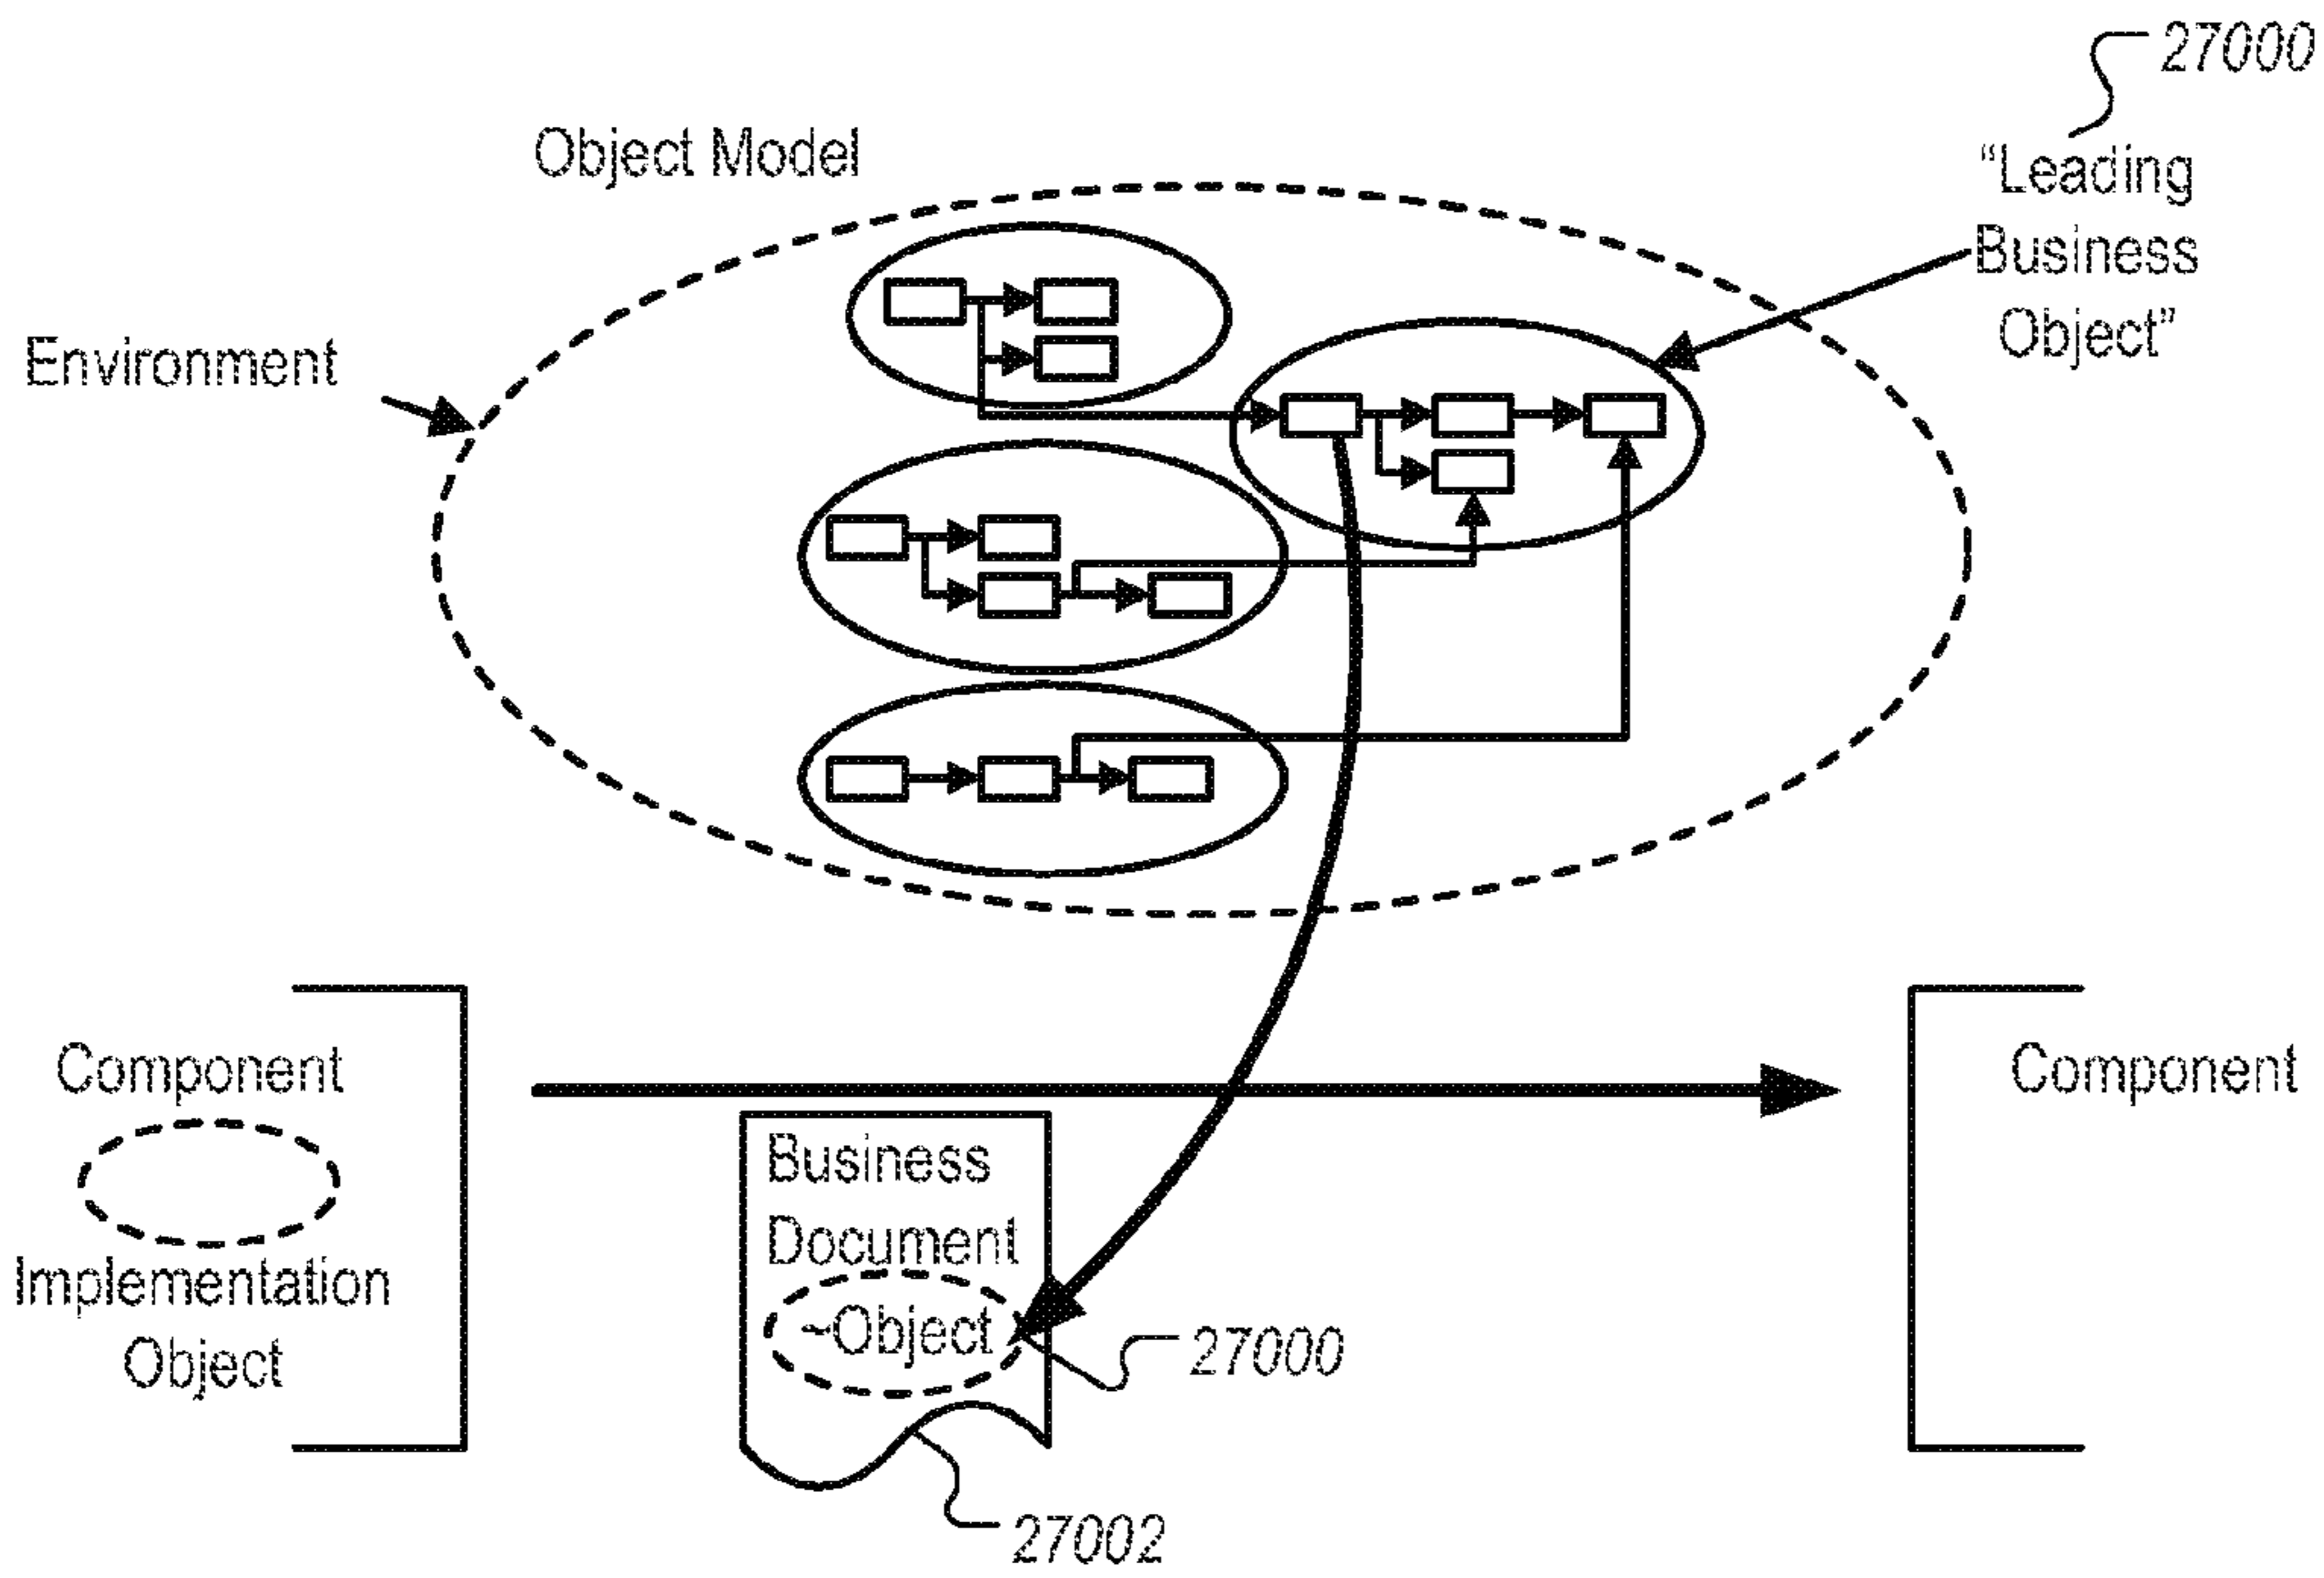 27000
Object Model
“Leading
Business
Object”
Environment
Component
Implementation
Object
Business
Document
~Object
27000
27002
Component